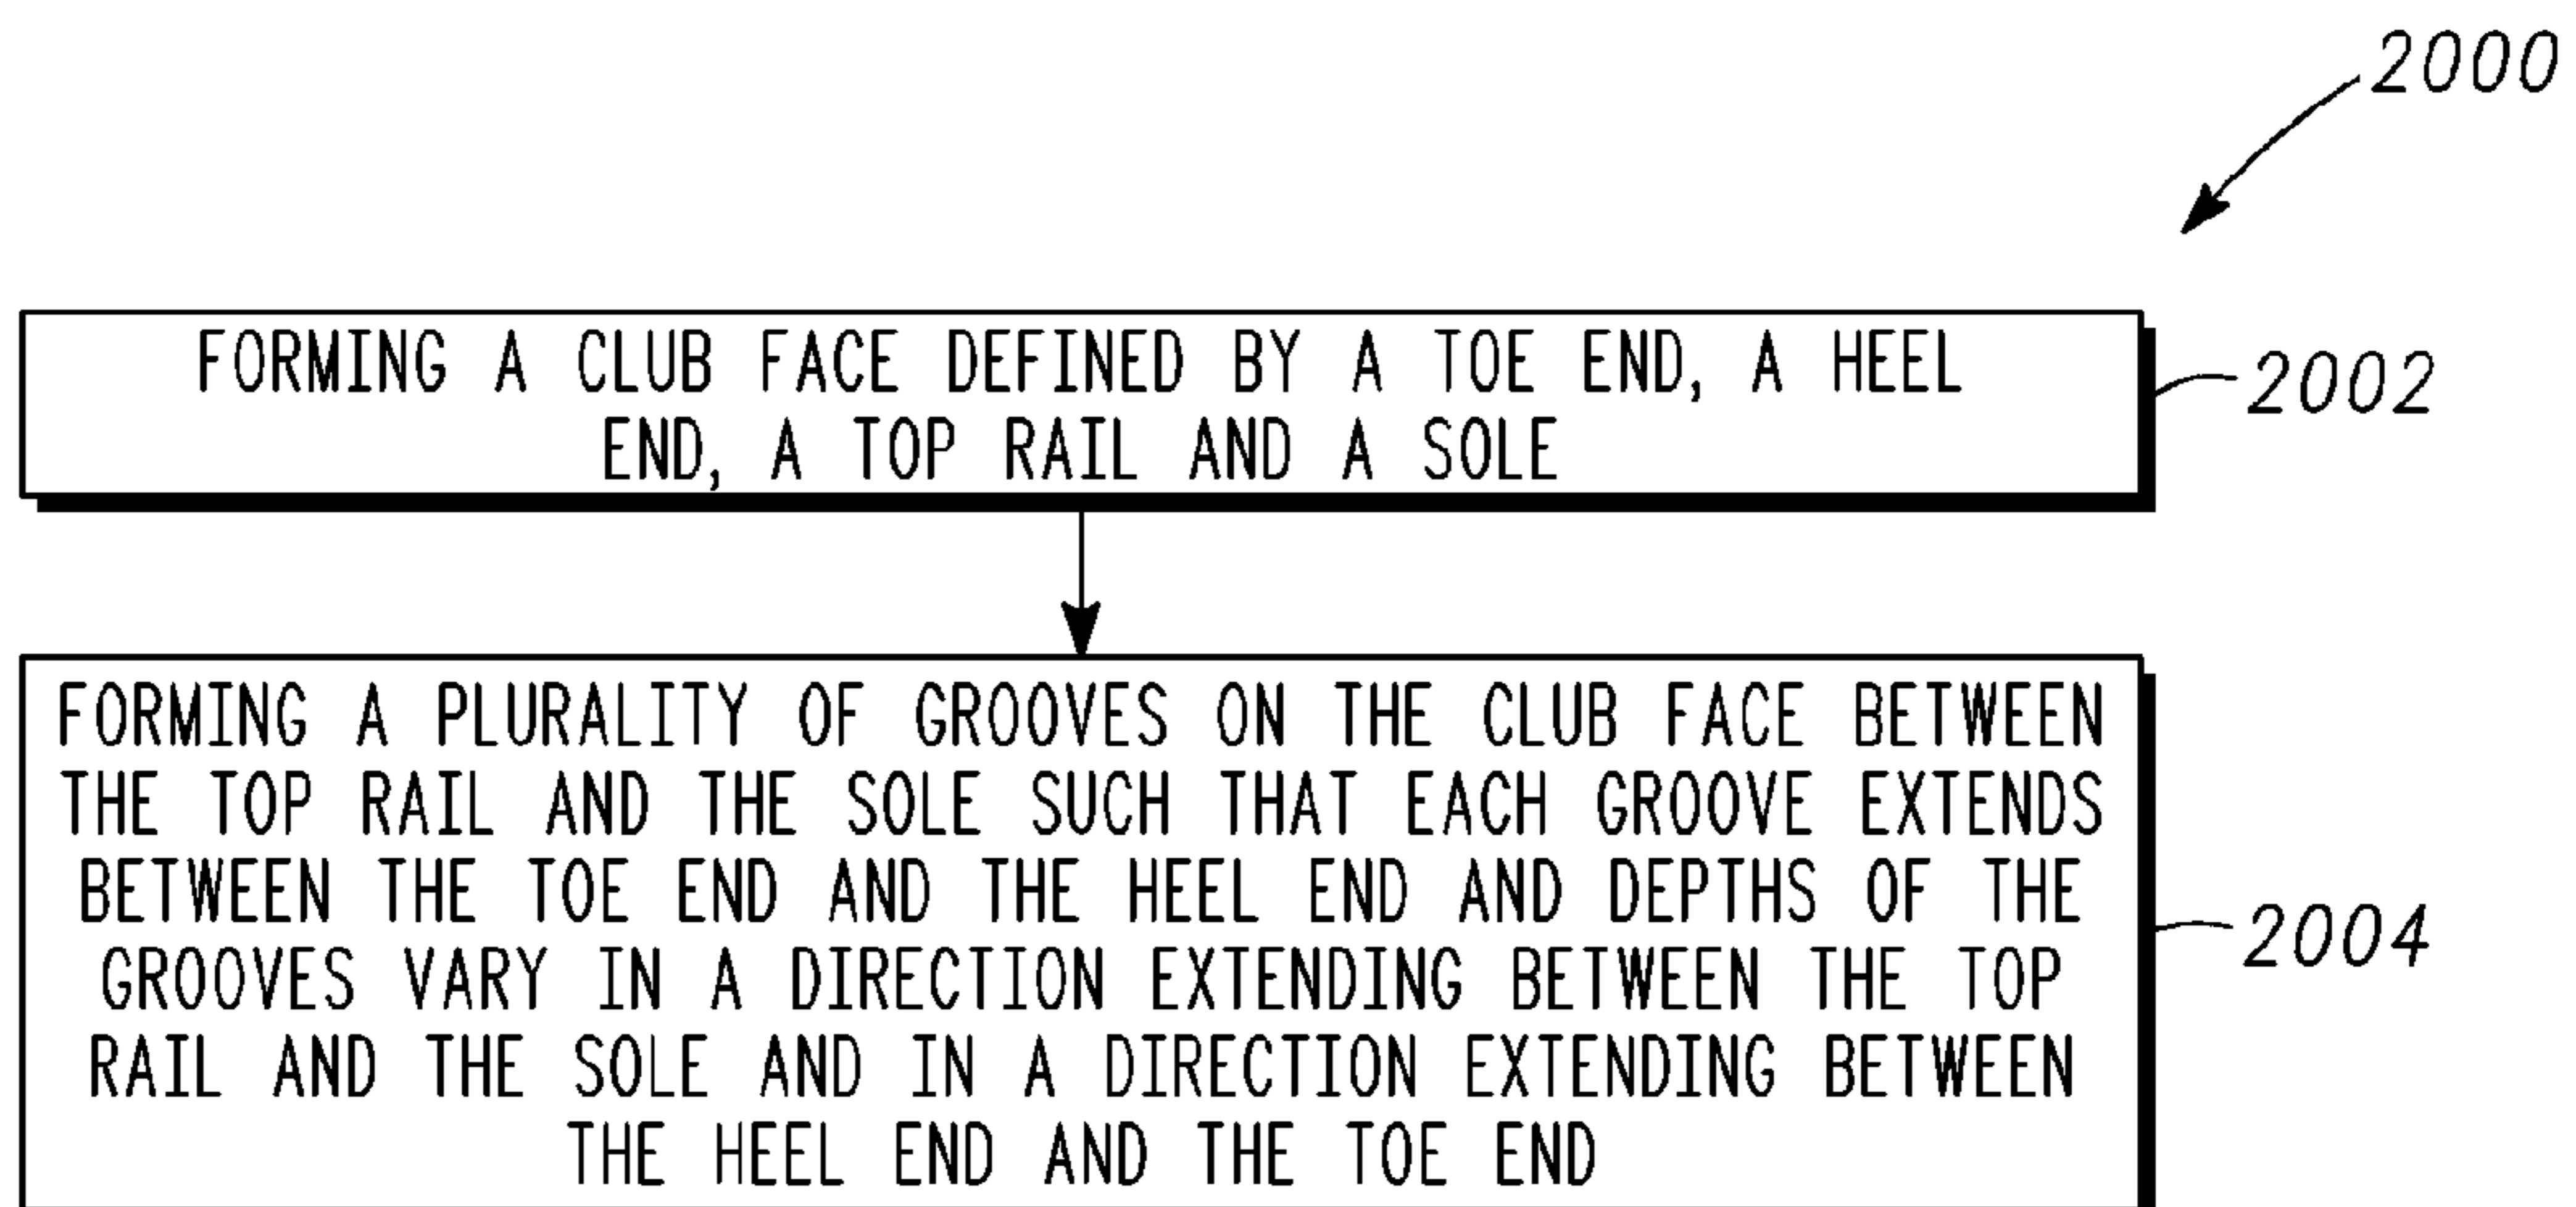 2000
FORMING A CLUB FACE DEFINED BY A TOE END, A HEEL
END, A TOP RAIL AND A SOLE
2002
FORMING A PLURALITY OF GROOVES ON THE CLUB FACE BETWEEN
THE TOP RAIL AND THE SOLE SUCH THAT EACH GROOVE EXTENDS
BETWEEN THE TOE END AND THE HEEL END AND DEPTHS OF THE
GROOVES VARY IN A DIRECTION EXTENDING BETWEEN THE TOP
RAIL AND THE SOLE AND IN A DIRECTION EXTENDING BETWEEN
THE HEEL END AND THE TOE END
2004